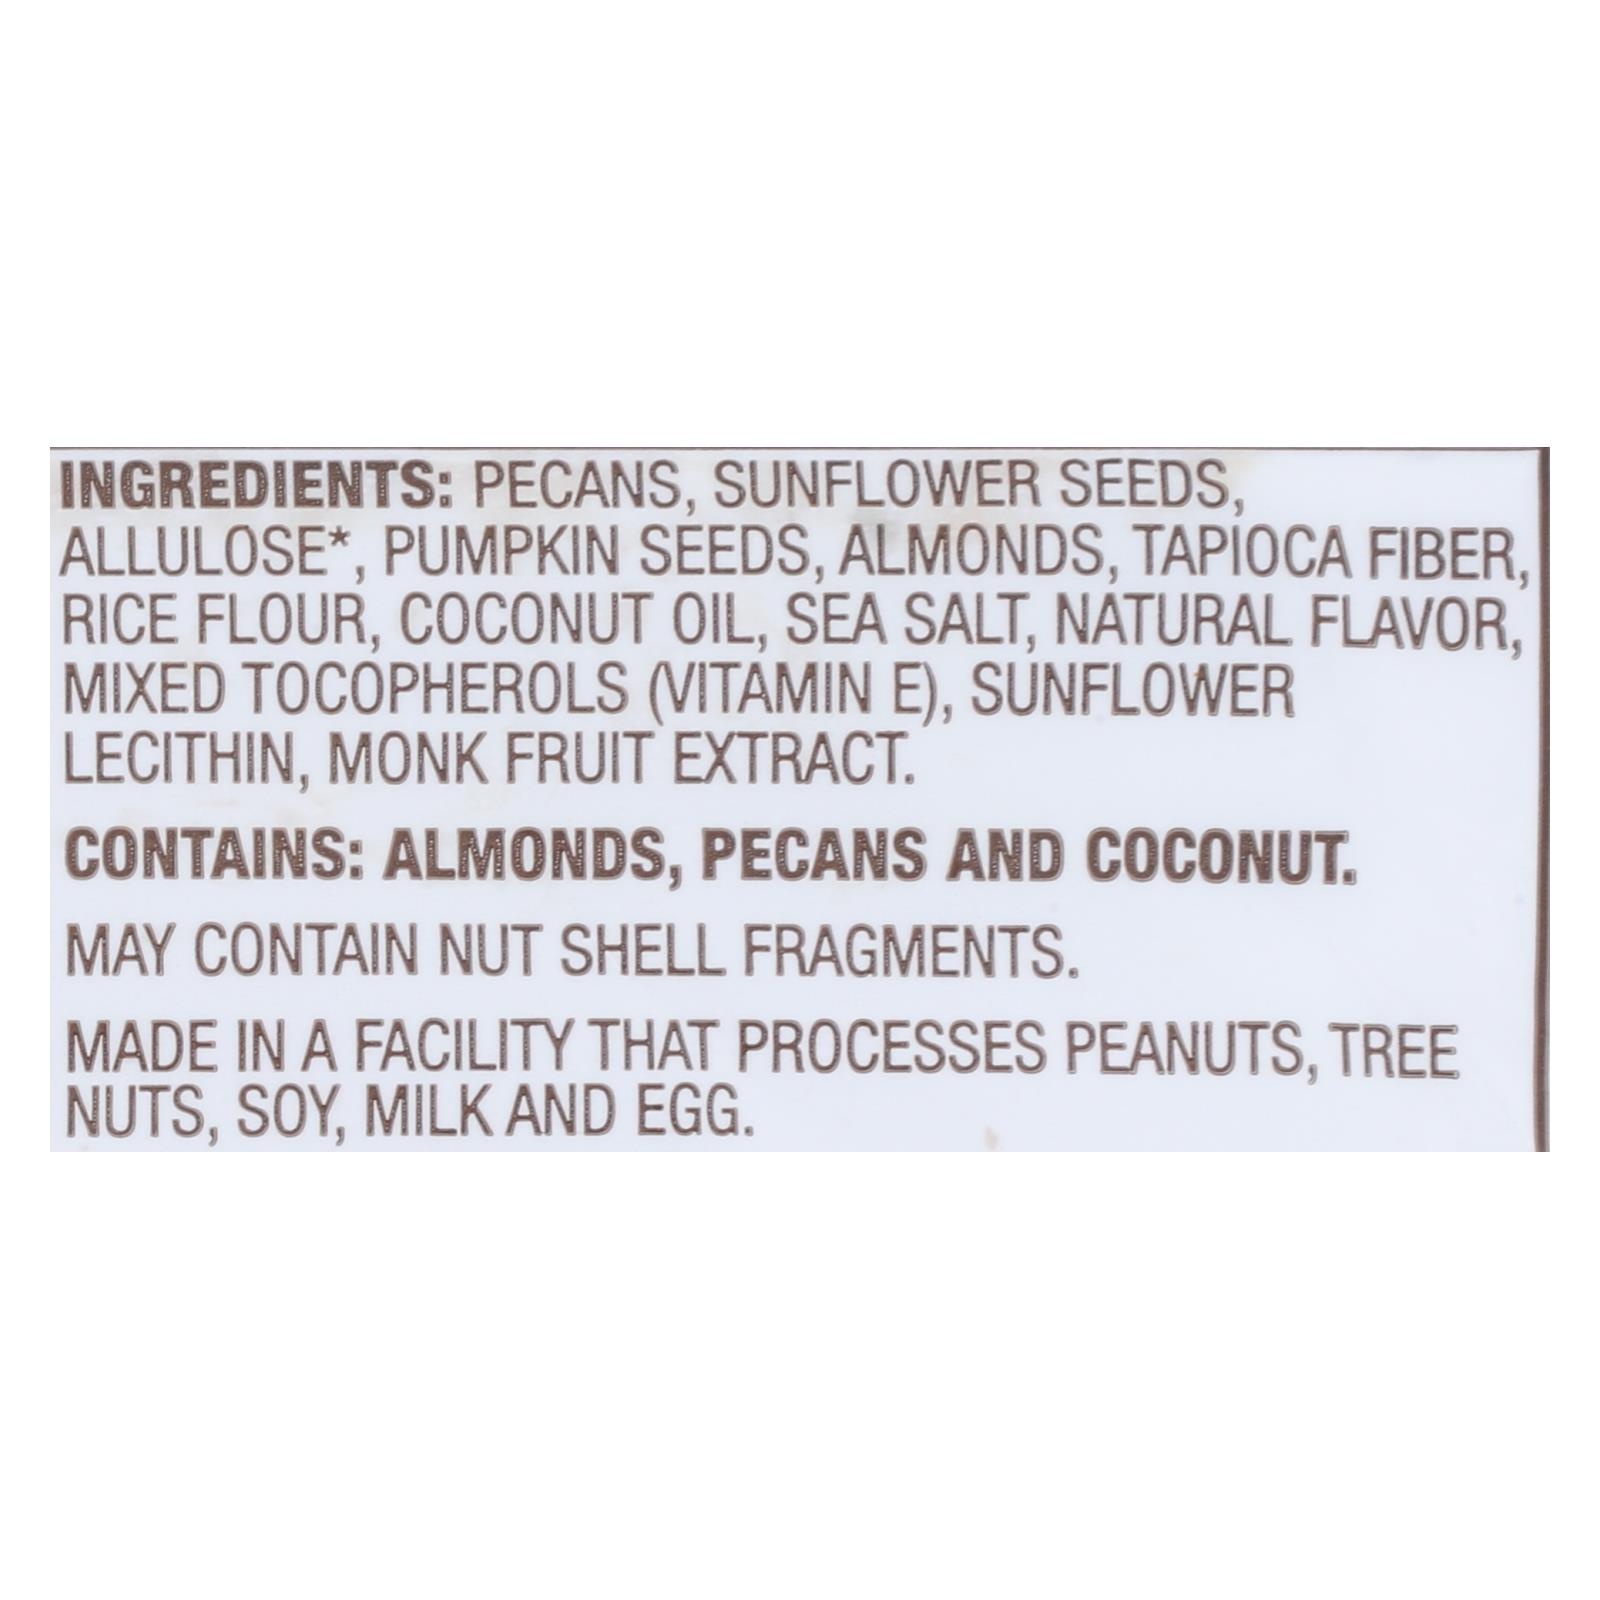 INGREDIENTS: PECANS, SUNFLOWER SEEDS,
ALLULOSE*, PUMPKIN SEEDS, ALMONDS, TAPIOCA FIBER,
RICE FLOUR, COCONUT OIL, SEA SALT, NATURAL FLAVOR,
MIXED TOCOPHEROLS (VITAMIN E), SUNFLOWER
LECITHIN, MONK FRUIT EXTRACT.
CONTAINS: ALMONDS, PECANS AND COCONUT.
MAY CONTAIN NUT SHELL FRAGMENTS.
MADE IN A FACILITY THAT PROCESSES PEANUTS, TREE
NUTS, SOY, MILK AND EGG.